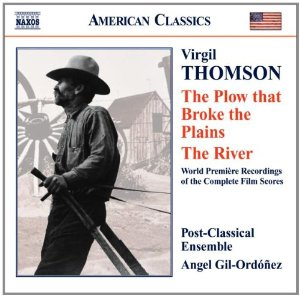 NAXOS
AMERICAN CLASSICS
Virgil
THOMSON
The Plow that
Broke the
Plains
The River
World Première Recordings
of the Complete Film Scores
Post-Classical
Ensemble
Angel Gil-Ordóñez